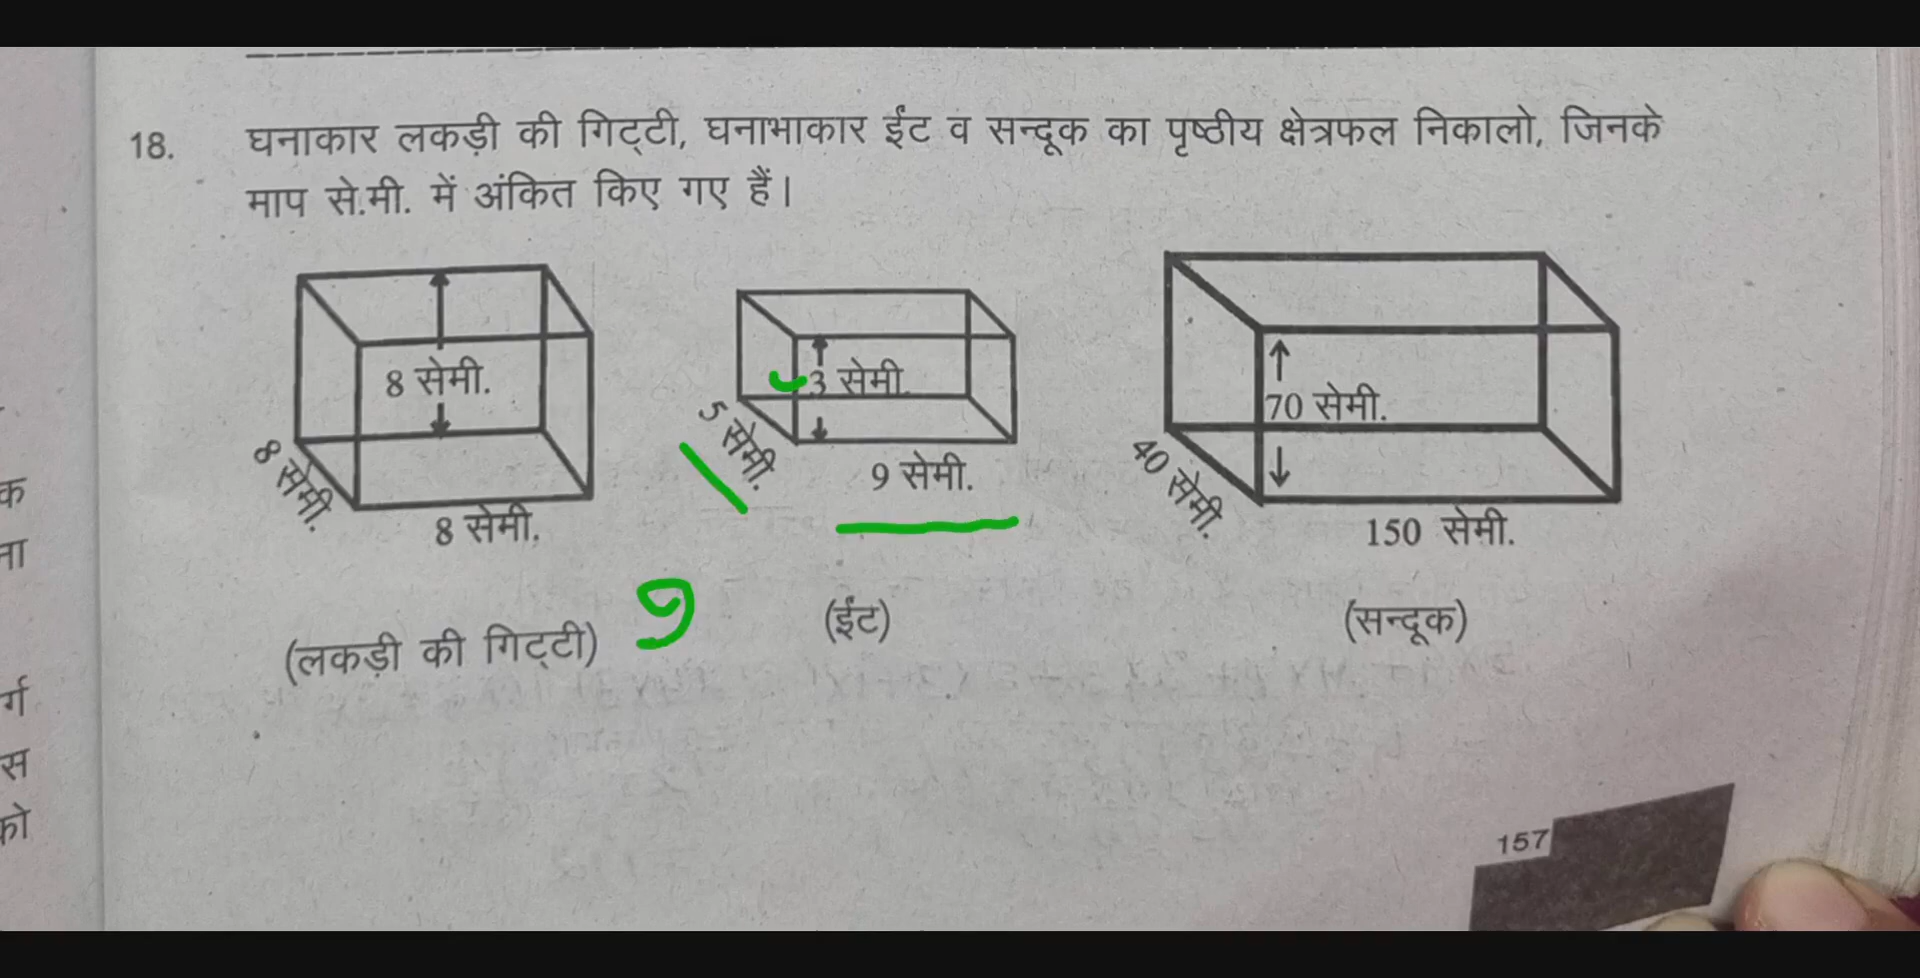 18. घनाकार लकड़ी की गिट्टी, घनाभाकार ईंट व सन्दूक का पृष्ठीय क्षेत्रफल निकालो, जिनके
माप से.मी. में अंकित किए गए हैं।
8 सेमी.
8 सेमी.
8 सेमी.
(लकड़ी की गिट्टी)
9
3 सेमी.
5 सेमी.
9 सेमी.
(ईंट)
70 सेमी.
40 सेमी.
150 सेमी.
(सन्दूक)
157